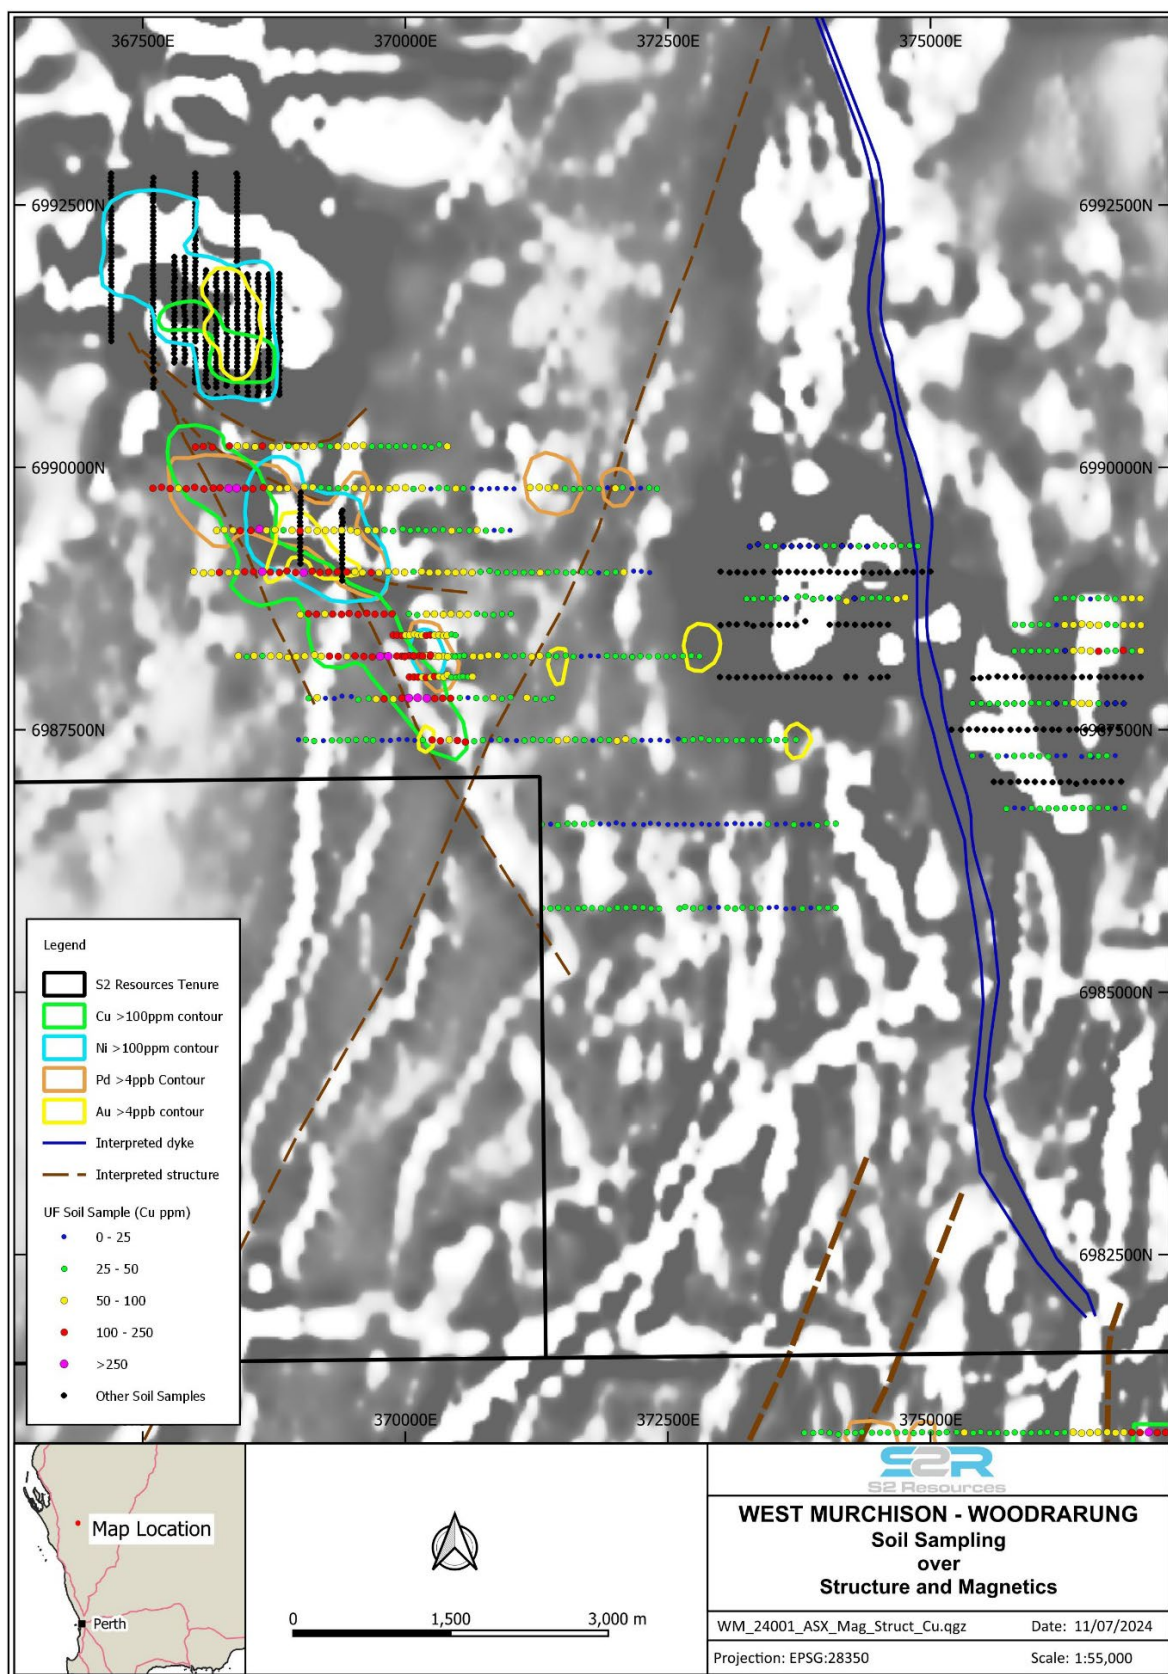 367500E
370000E
372500E
375000E
6992500N
6992500N
6990000N
6990000N
6987500N
6987500N
6985000N
6982500N
370000E
372500E
375000E
Legend
S2 Resources Tenure
Cu >100ppm contour
Ni >100ppm contour
Pd >4ppb Contour
Au >4ppb contour
Interpreted dyke
Interpreted structure
UF Soil Sample (Cu ppm)
0 - 25
25 - 50
50 - 100
100 - 250
>250
Other Soil Samples
Map Location
Perth
0 1,500 3,000 m
S2R
S2 Resources
WEST MURCHISON - WOODRARUNG
Soil Sampling
over
Structure and Magnetics
WM_24001_ASX_Mag_Struct_Cu.qgz Date: 11/07/2024
Projection: EPSG:28350 Scale: 1:55,000